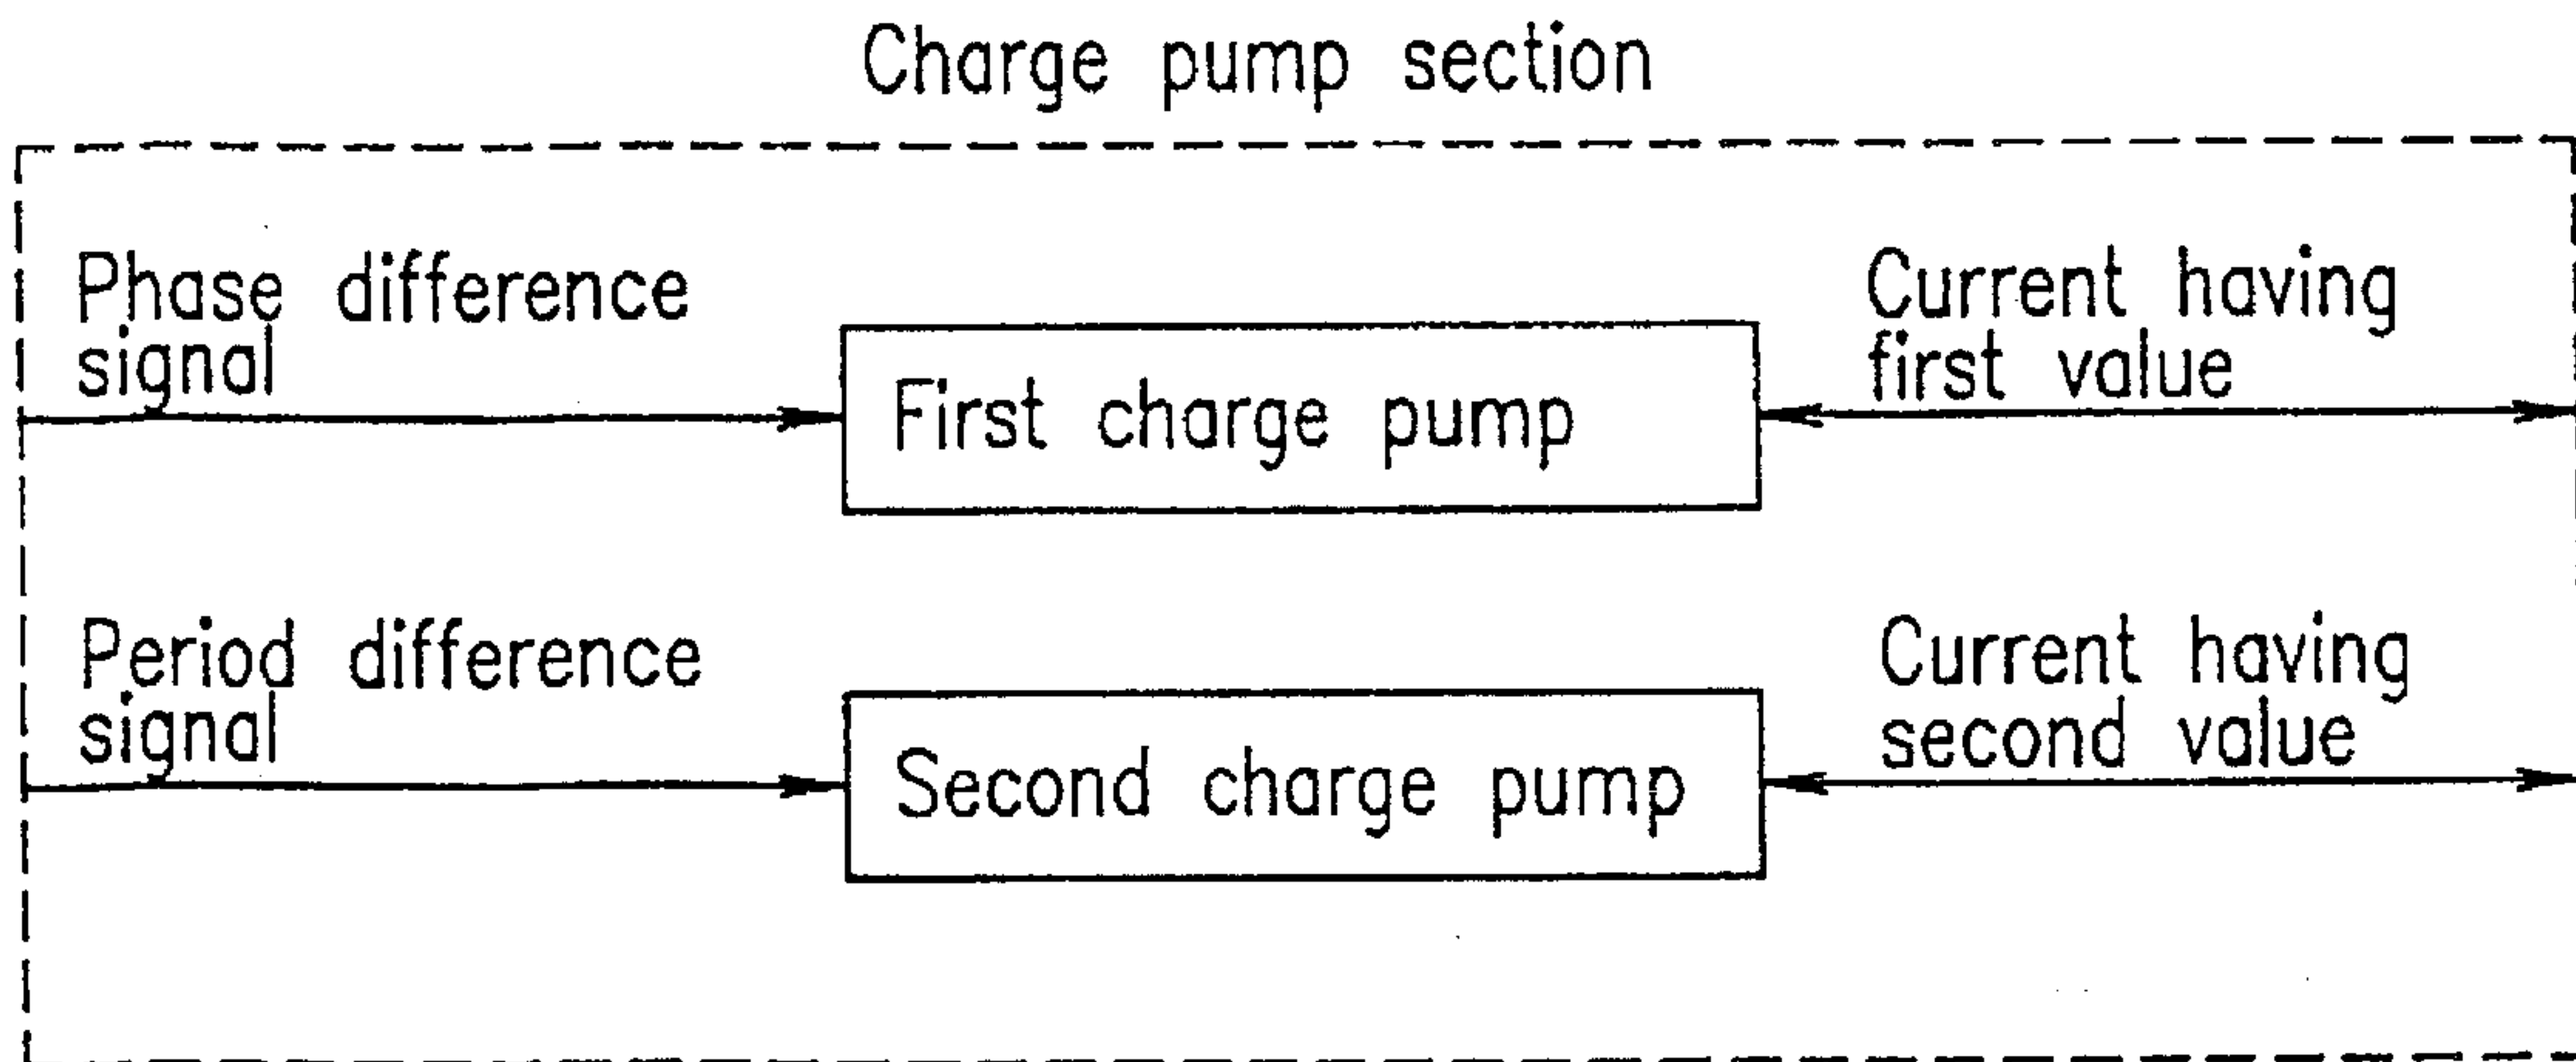 Charge pump section
Phase difference
signal
First charge pump
Current having
first value
Period difference
signal
Second charge pump
Current having
second value